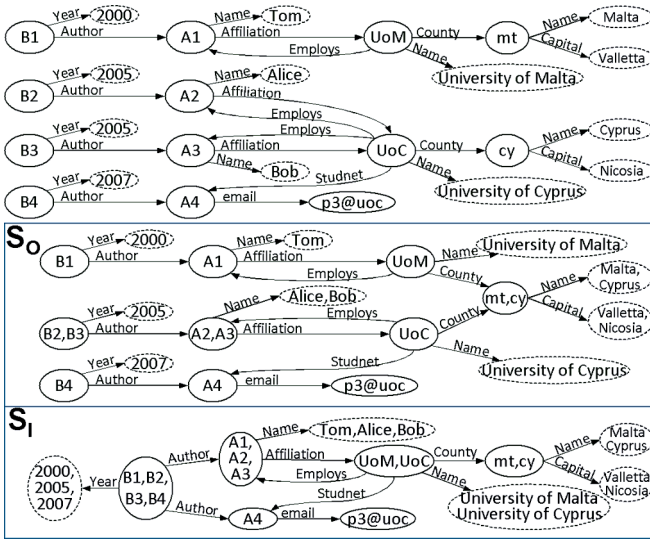 Year 2000 Name Tom Name Malta
B1 Author A1 Affiliation UoM County mt
Employs Capital Valletta
Name
University of Malta
Year 2005 Name Alice
B2 Author A2 Affiliation
Employs
Year 2005 Employs Name Cyprus
B3 Author A3 Affiliation UoC County cy
Name Bob Name Capital Nicosia
Year 2007 Studnet University of Cyprus
B4 Author A4 email p3@uoc
SO
Year 2000 Name Tom Name University of Malta
B1 Author A1 Affiliation UoM
Employs County Name Malta,
Cyprus
mt,cy
Year 2005 Name Alice,Bob Capital Valletta,
Nicosia
Employs
B2,B3 Author A2,A3 Affiliation UoC County
Name
Year 2007 Studnet University of Cyprus
B4 Author A4 email p3@uoc
SI
Name Tom,Alice,Bob Name Malta
Cyprus
2000,
2005,
2007
Year
B1,B2,
B3,B4
Author
A1,
A2,
A3
Affiliation UoM,UoC County mt,cy
Employs Name Capital Valletta
Nicosia
Studnet University of Malta
University of Cyprus
Author A4 email p3@uoc